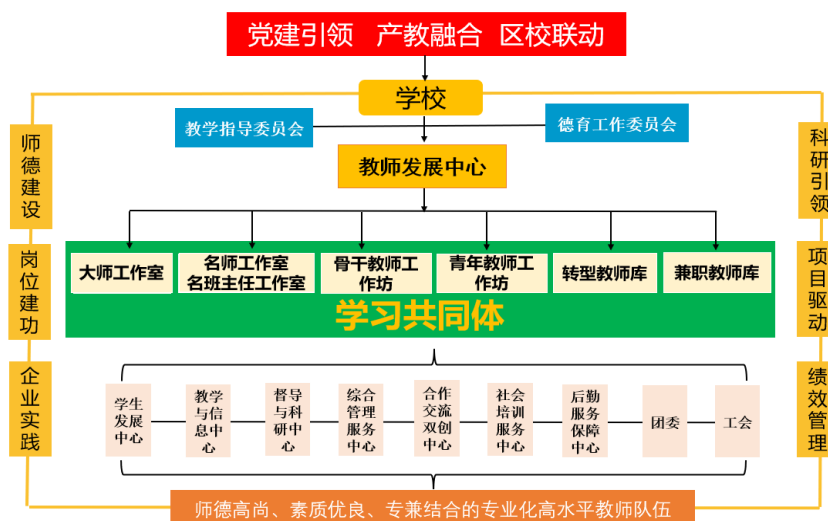 党建引领 产教融合 区校联动
学校
教学指导委员会
德育工作委员会
教师发展中心
师德建设
岗位建功
企业实践
科研引领
项目驱动
绩效管理
大师工作室
名师工作室
名班主任工作室
骨干教师工
作坊
青年教师工
作坊
转型教师库
兼职教师库
学习共同体
学生
发展
中心
教学
与信
息中
心
督导
与科
研中
心
综合
管理
服务
中心
合作
交流
双创
中心
社会
培训
服务
中心
后勤
服务
保障
中心
团委
工会
师德高尚、素质优良、专兼结合的专业化高水平教师队伍